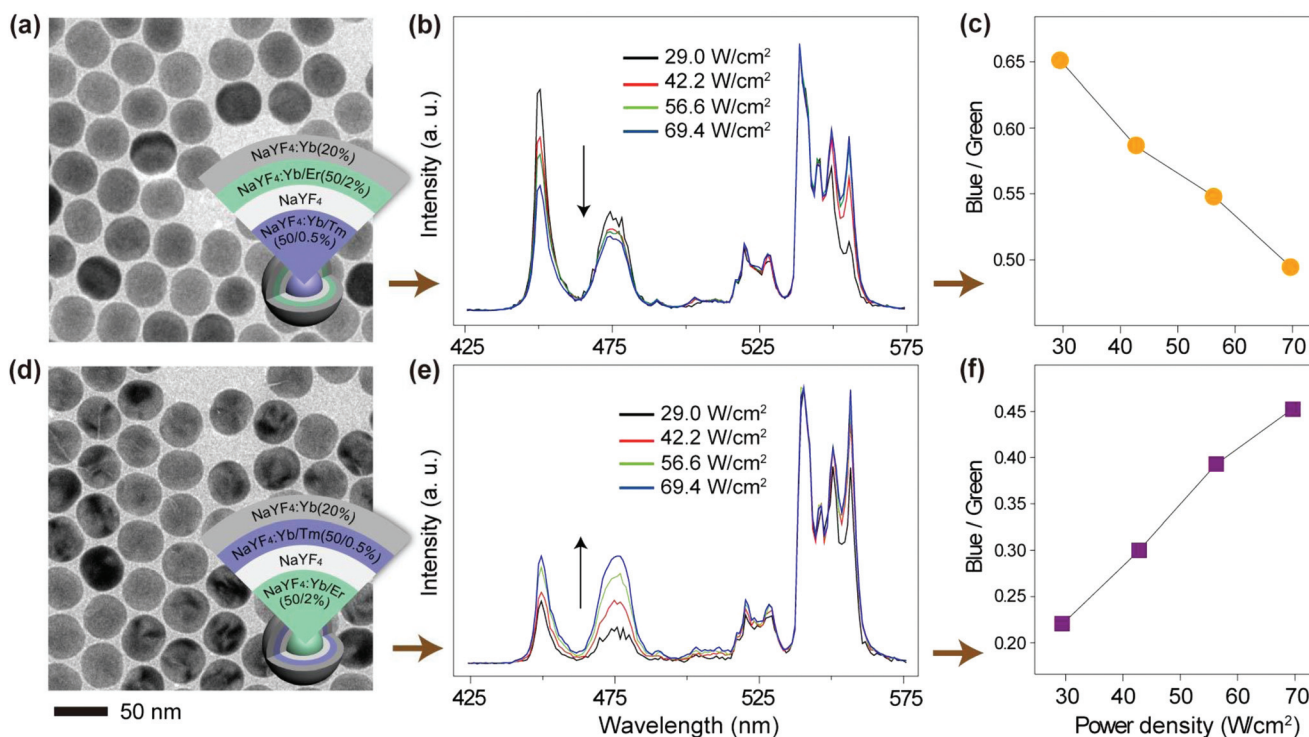 (a)
NaYF₄:Yb(20%)
NaYF₄:Yb/Er(50/2%)
NaYF₄
NaYF₄:Yb/Tm
(50/0.5%)
(b)
Intensity (a. u.)
29.0 W/cm²
42.2 W/cm²
56.6 W/cm²
69.4 W/cm²
425
475
525
575
(c)
Blue / Green
0.65
0.60
0.55
0.50
30
40
50
60
70
(d)
NaYF₄:Yb(20%)
NaYF₄:Yb/Tm(50/0.5%)
NaYF₄
NaYF₄:Yb/Er
(50/2%)
50 nm
(e)
Intensity (a. u.)
29.0 W/cm²
42.2 W/cm²
56.6 W/cm²
69.4 W/cm²
425
475
525
575
Wavelength (nm)
(f)
Blue / Green
0.45
0.40
0.35
0.30
0.25
0.20
30
40
50
60
70
Power density (W/cm²)